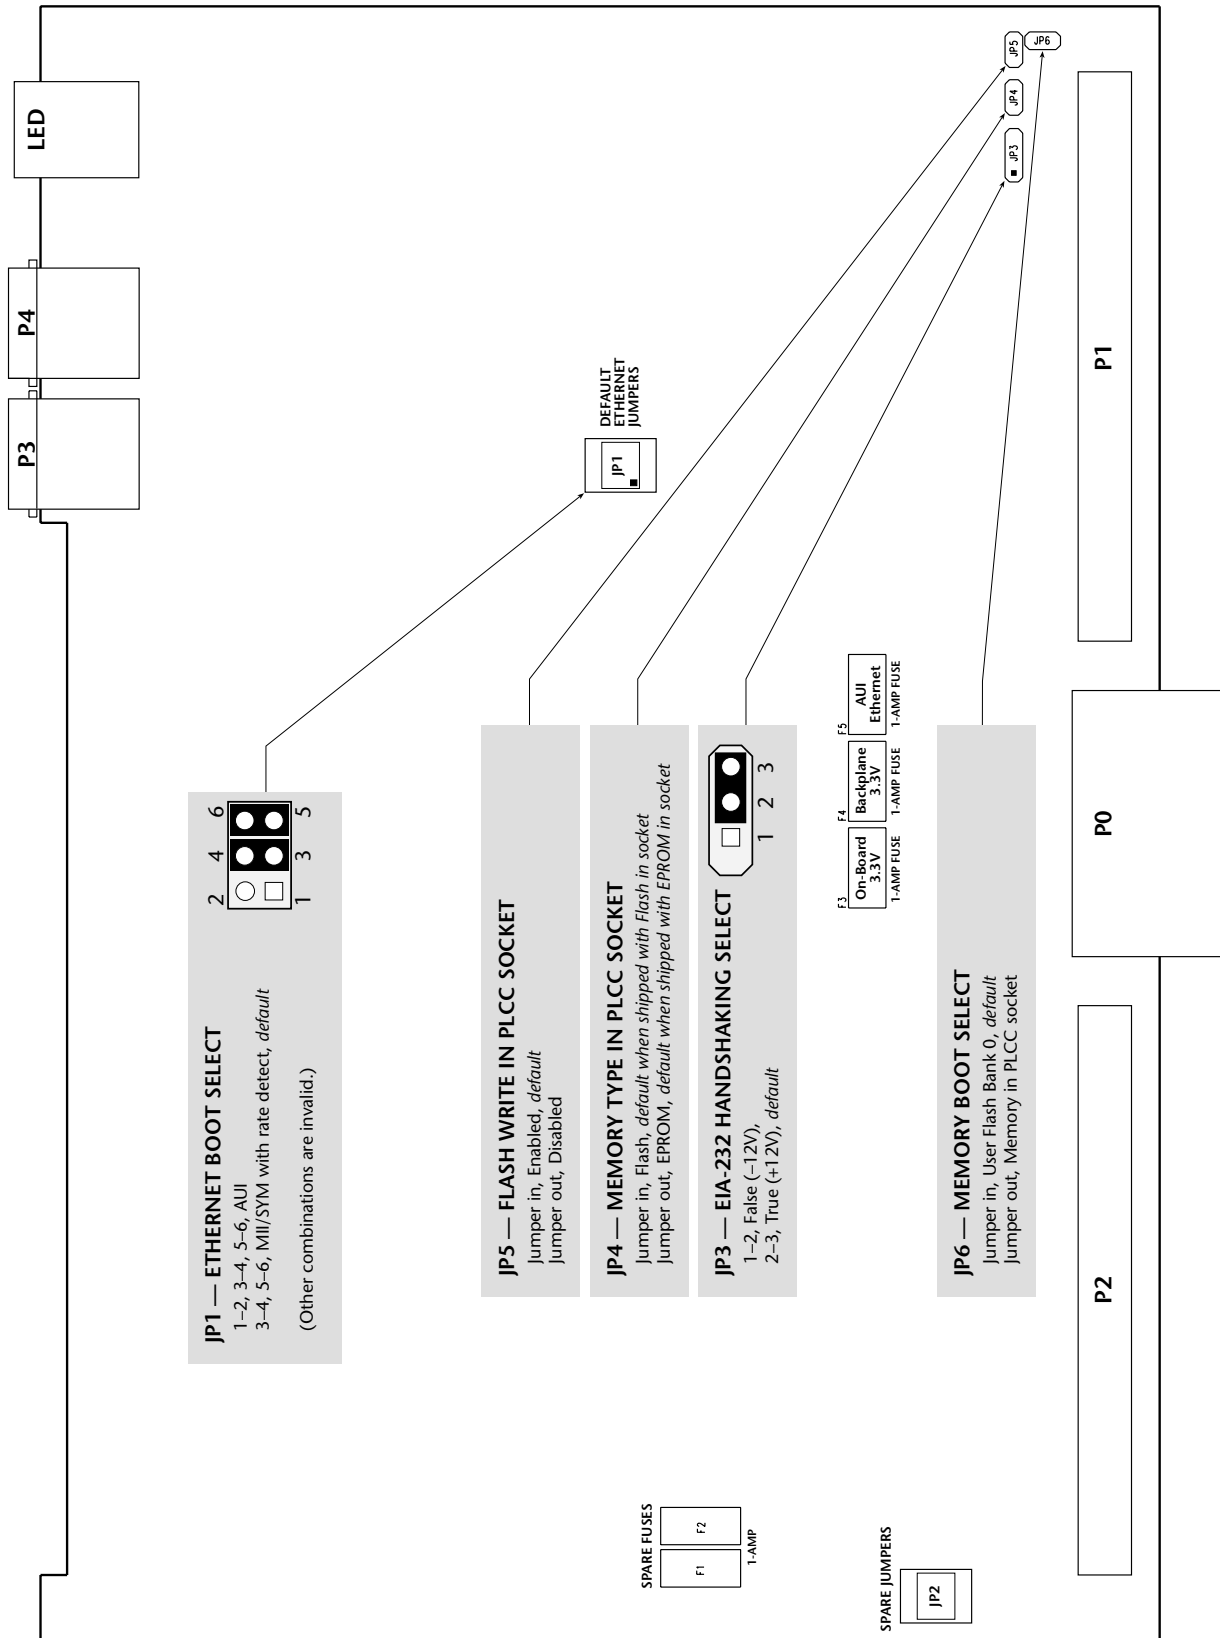 LED
P4
P3
JP5
JP6
JP4
JP3
DEFAULT
ETHERNET
JUMPERS
JP1
P1
JP1 — ETHERNET BOOT SELECT
1–2, 3–4, 5–6, AUI
3–4, 5–6, MII/SYM with rate detect, default
(Other combinations are invalid.)
2 4 6
1 3 5
JP5 — FLASH WRITE IN PLCC SOCKET
Jumper in, Enabled, default
Jumper out, Disabled
JP4 — MEMORY TYPE IN PLCC SOCKET
Jumper in, Flash, default when shipped with Flash in socket
Jumper out, EPROM, default when shipped with EPROM in socket
JP3 — EIA-232 HANDSHAKING SELECT
1–2, False (–12V),
2–3, True (+12V), default
1 2 3
F3
On-Board
3.3V
1-AMP FUSE
F4
Backplane
3.3V
1-AMP FUSE
F5
AUI
Ethernet
1-AMP FUSE
JP6 — MEMORY BOOT SELECT
Jumper in, User Flash Bank 0, default
Jumper out, Memory in PLCC socket
P0
P2
SPARE FUSES
F1
F2
1-AMP
SPARE JUMPERS
JP2